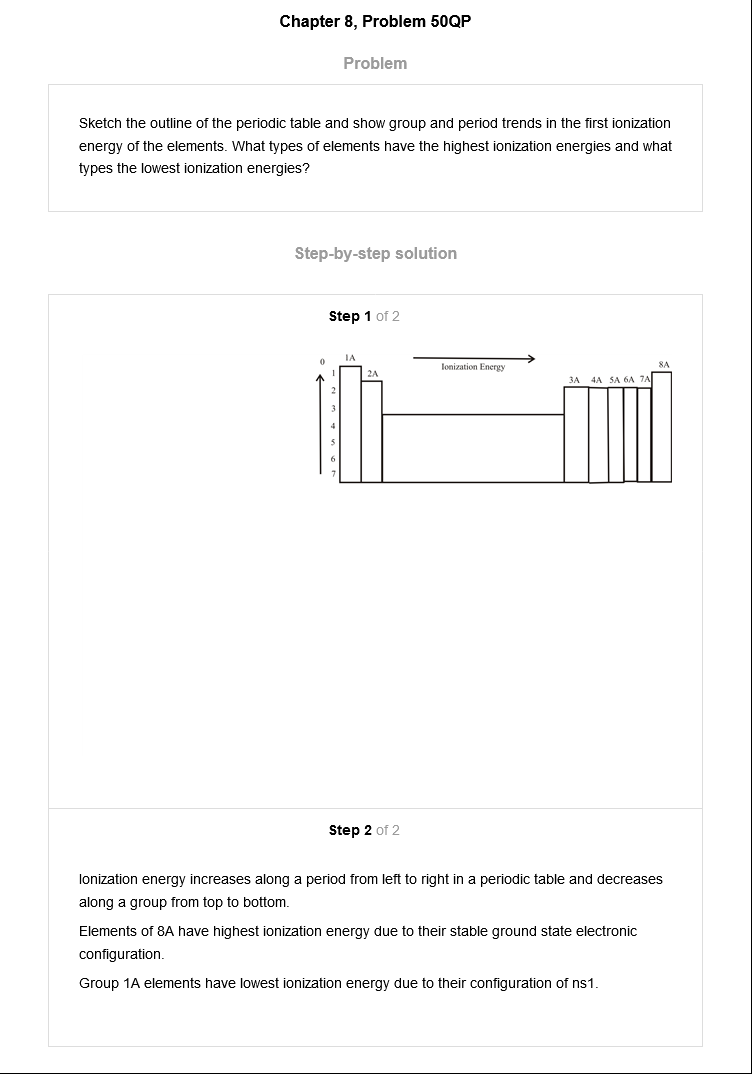 Chapter 8, Problem 50QP
Problem
Sketch the outline of the periodic table and show group and period trends in the first ionization
energy of the elements. What types of elements have the highest ionization energies and what
types the lowest ionization energies?
Step-by-step solution
Step 1 of 2
0
1A
Ionization Energy
8A
1
2A
3A 4A 5A 6A 7A
2
3
4
5
6
7
Step 2 of 2
Ionization energy increases along a period from left to right in a periodic table and decreases
along a group from top to bottom.
Elements of 8A have highest ionization energy due to their stable ground state electronic
configuration.
Group 1A elements have lowest ionization energy due to their configuration of ns1.